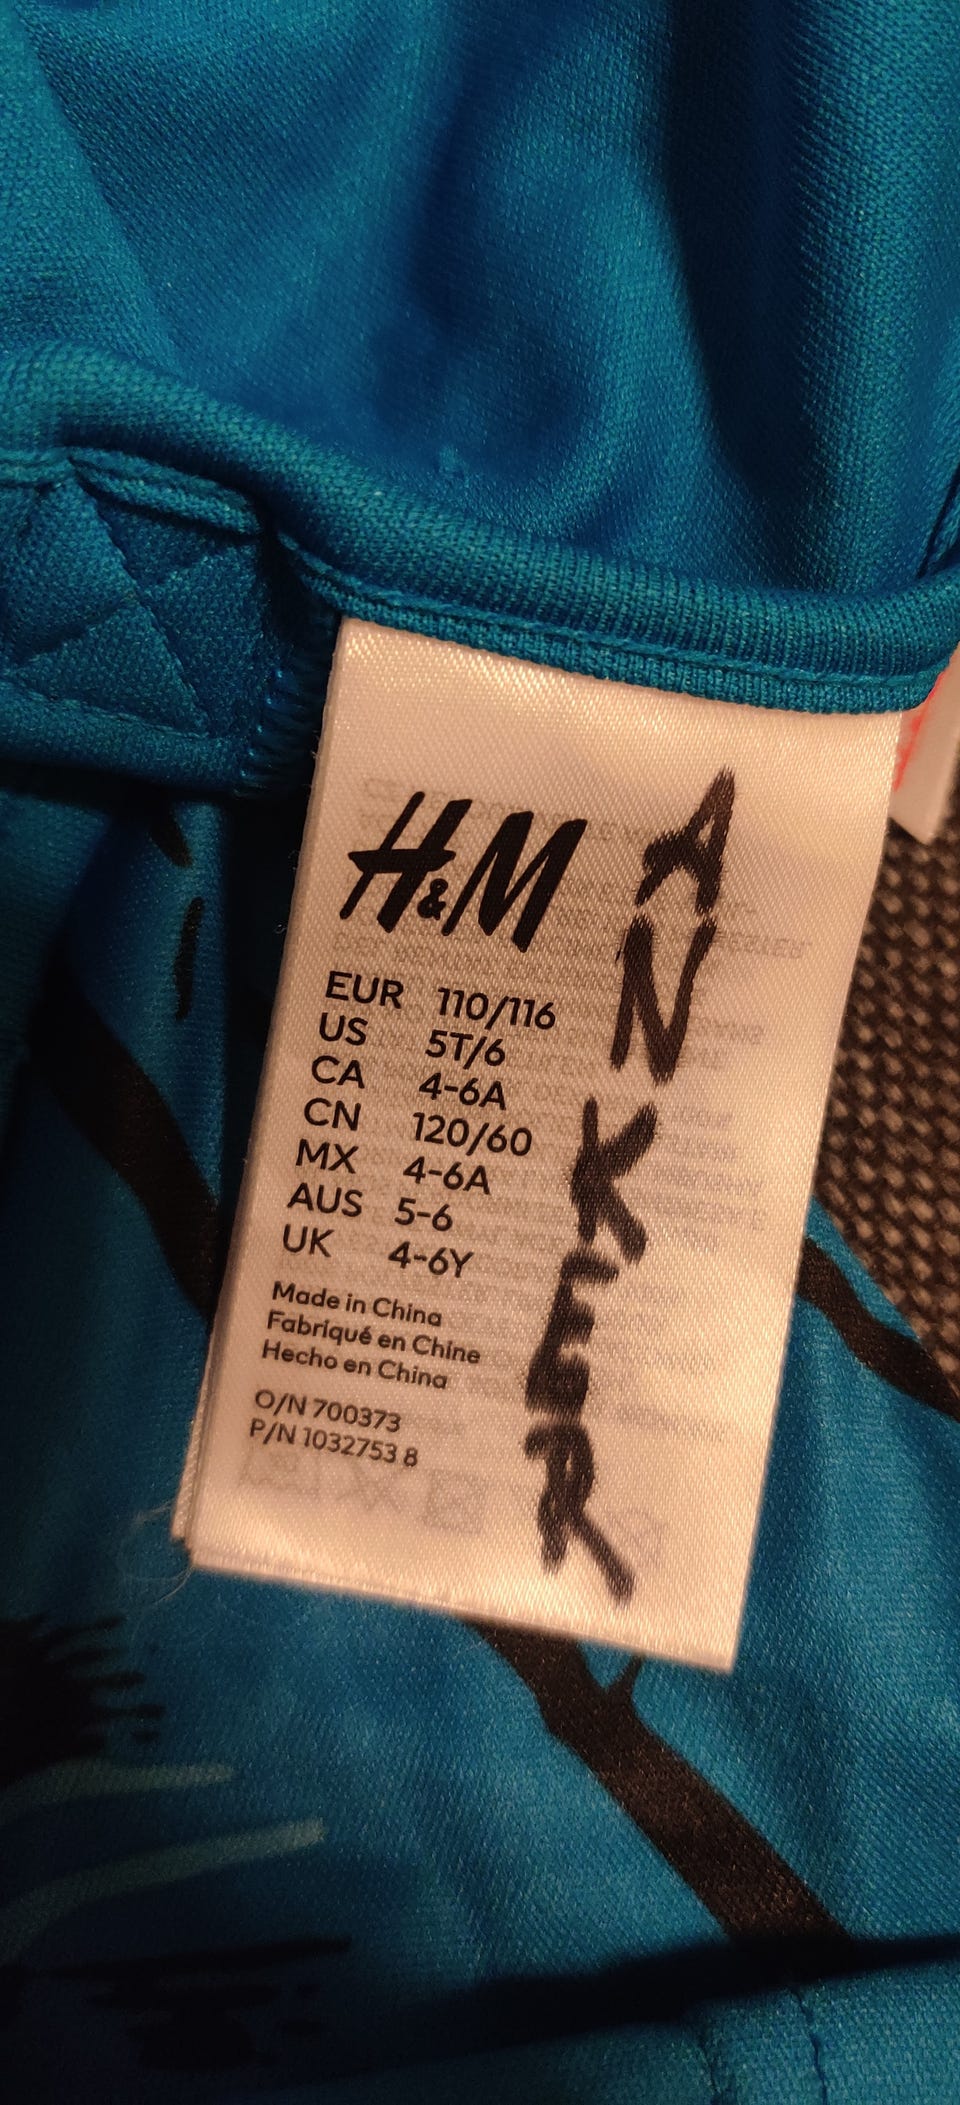 H&M
EUR 110/116
US 5T/6
CA 4-6A
CN 120/60
MX 4-6A
AUS 5-6
UK 4-6Y
Made in China
Fabriqué en Chine
Hecho en China
O/N 700373
P/N 1032753 8
ANKER